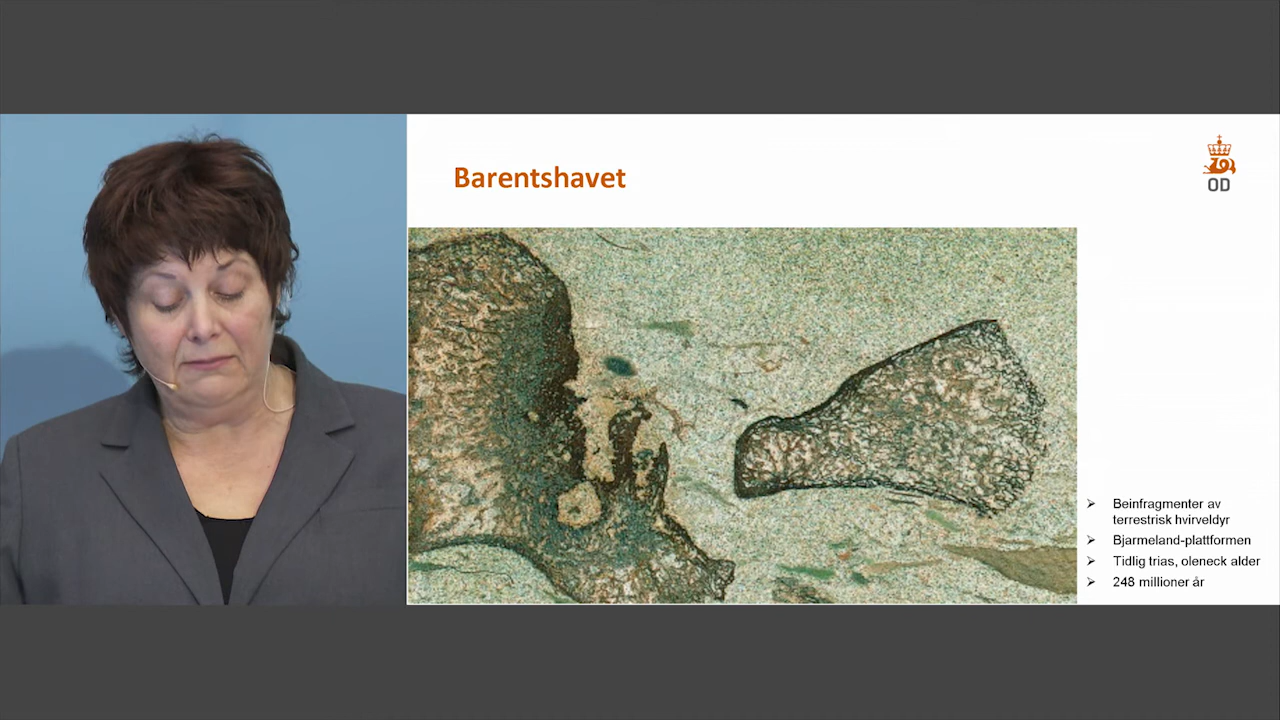 Barentshavet
OD
Beinfragmenter av
terrestrisk hvirveldyr
Bjarmeland-plattformen
Tidlig trias, oleneck alder
248 millioner år